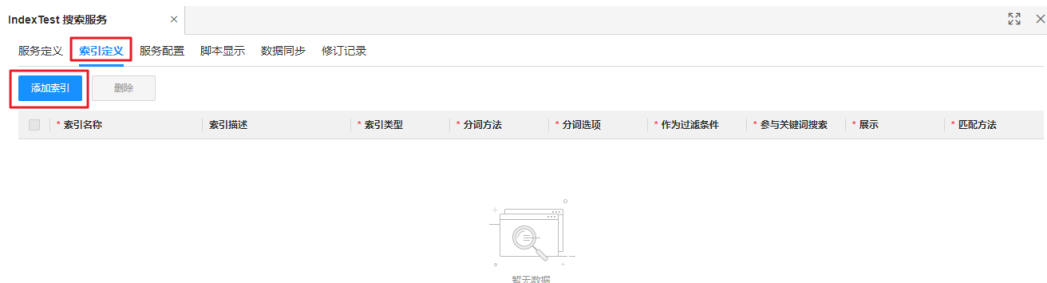 IndexTest 搜索服务 ×
服务定义 索引定义 服务配置 脚本显示 数据同步 修订记录
添加索引 删除
* 索引名称 索引描述 * 索引类型 * 分词方法 * 分词选项 * 作为过滤条件 * 参与关键词搜索 * 展示 * 匹配方法
暂无数据